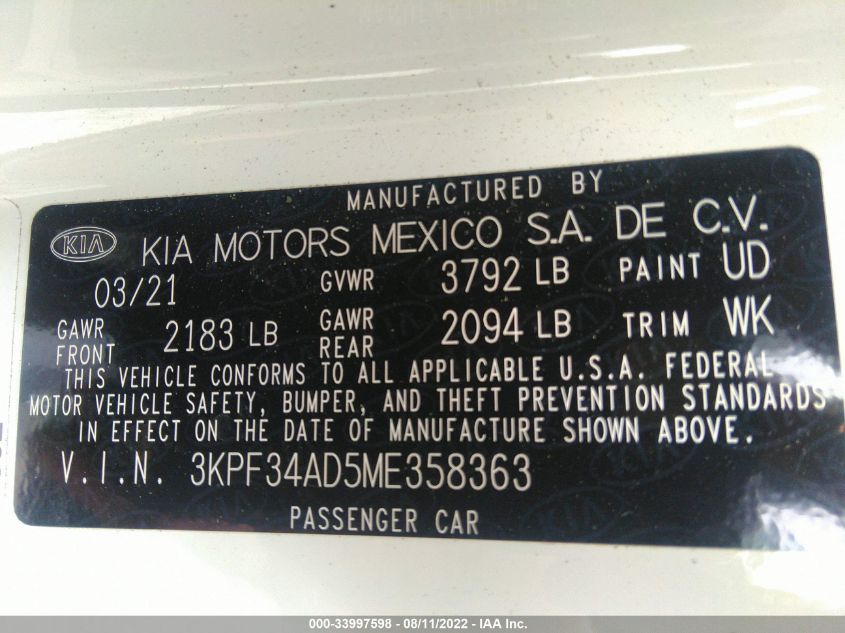 MANUFACTURED BY
KIA KIA MOTORS MEXICO S.A. DE C.V.
03/21 GVWR 3792 LB PAINT UD
GAWR FRONT 2183 LB GAWR REAR 2094 LB TRIM WK
THIS VEHICLE CONFORMS TO ALL APPLICABLE U.S.A. FEDERAL
MOTOR VEHICLE SAFETY, BUMPER, AND THEFT PREVENTION STANDARDS
IN EFFECT ON THE DATE OF MANUFACTURE SHOWN ABOVE.
V.I.N. 3KPF34AD5ME358363
PASSENGER CAR
000-33997598 - 08/11/2022 - IAA Inc.